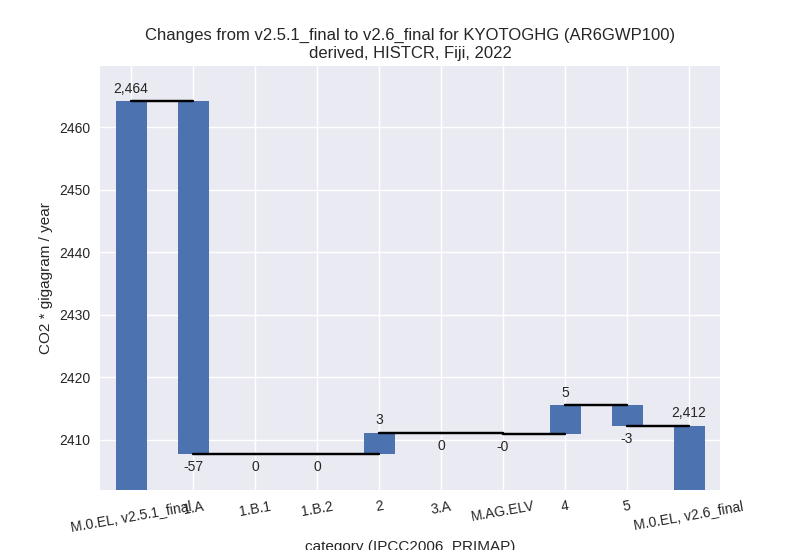 Changes from v2.5.1_final to v2.6_final for KYOTOGHG (AR6GWP100)
derived, HISTCR, Fiji, 2022
CO2 * gigagram / year
2460
2450
2440
2430
2420
2410
2,464
-57
0
0
3
0
-0
5
-3
2,412
M.0.EL, v2.5.1_final
1.A
1.B.1
1.B.2
2
3.A
M.AG.ELV
4
5
M.0.EL, v2.6_final
category (IPCC2006_PRIMAP)